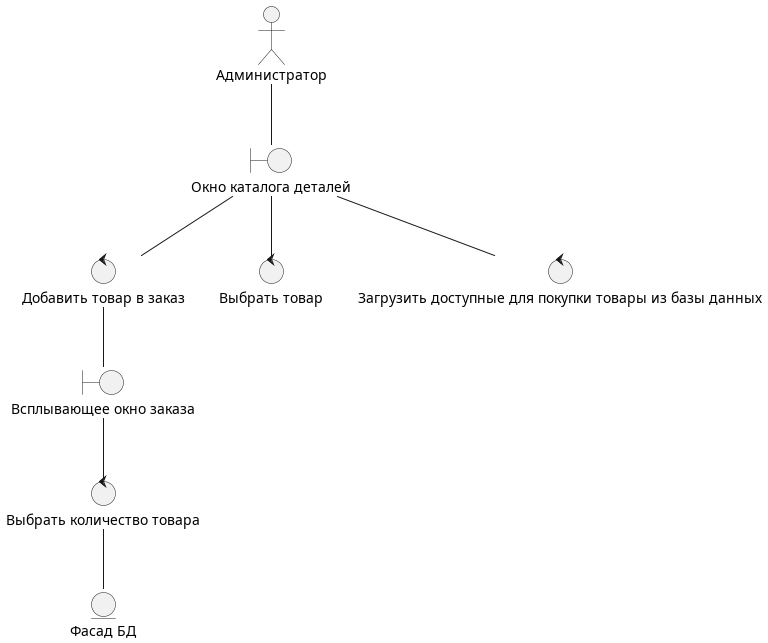 Администратор
Окно каталога деталей
Добавить товар в заказ
Выбрать товар
Загрузить доступные для покупки товары из базы данных
Всплывающее окно заказа
Выбрать количество товара
Фасад БД